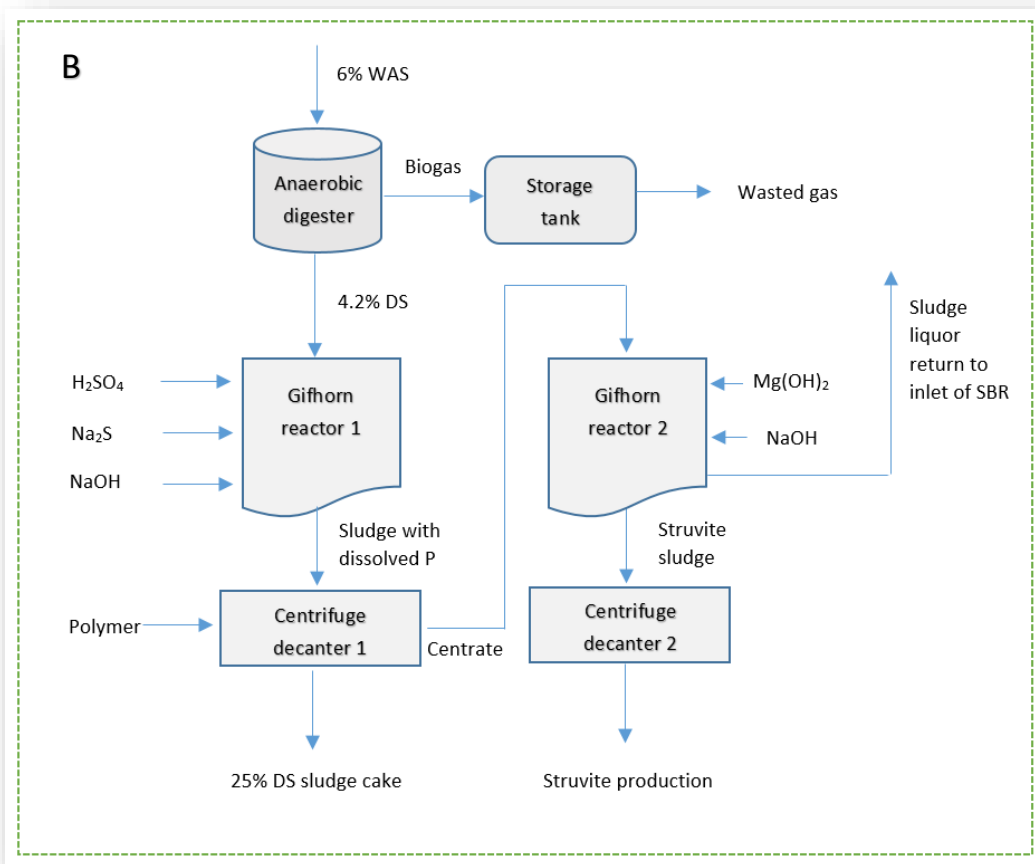 B
6% WAS
Anaerobic
digester
Biogas
Storage
tank
Wasted gas
4.2% DS
Sludge
liquor
return to
inlet of SBR
H₂SO₄
Na₂S
NaOH
Gifhorn
reactor 1
Gifhorn
reactor 2
Mg(OH)₂
NaOH
Sludge with
dissolved P
Struvite
sludge
Polymer
Centrifuge
decanter 1
Centrate
Centrifuge
decanter 2
25% DS sludge cake
Struvite production